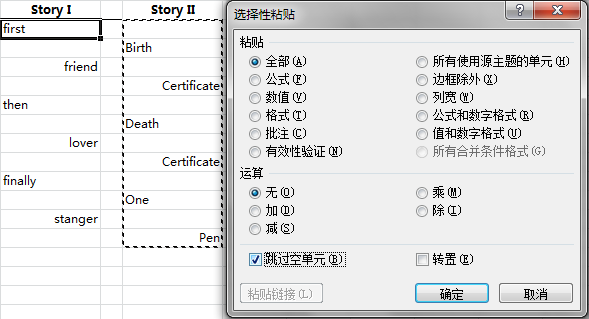 Story I
Story II
first
Birth
friend
Certificate
then
Death
lover
Certificate
finally
One
stanger
Pen
选择性粘贴
粘贴
全部(A)
所有使用源主题的单元(H)
公式(F)
边框除外(X)
数值(V)
列宽(W)
格式(T)
公式和数字格式(R)
批注(C)
值和数字格式(U)
有效性验证(N)
所有合并条件格式(G)
运算
无(O)
乘(M)
加(D)
除(I)
减(S)
跳过空单元(B)
转置(E)
粘贴链接(L)
确定
取消